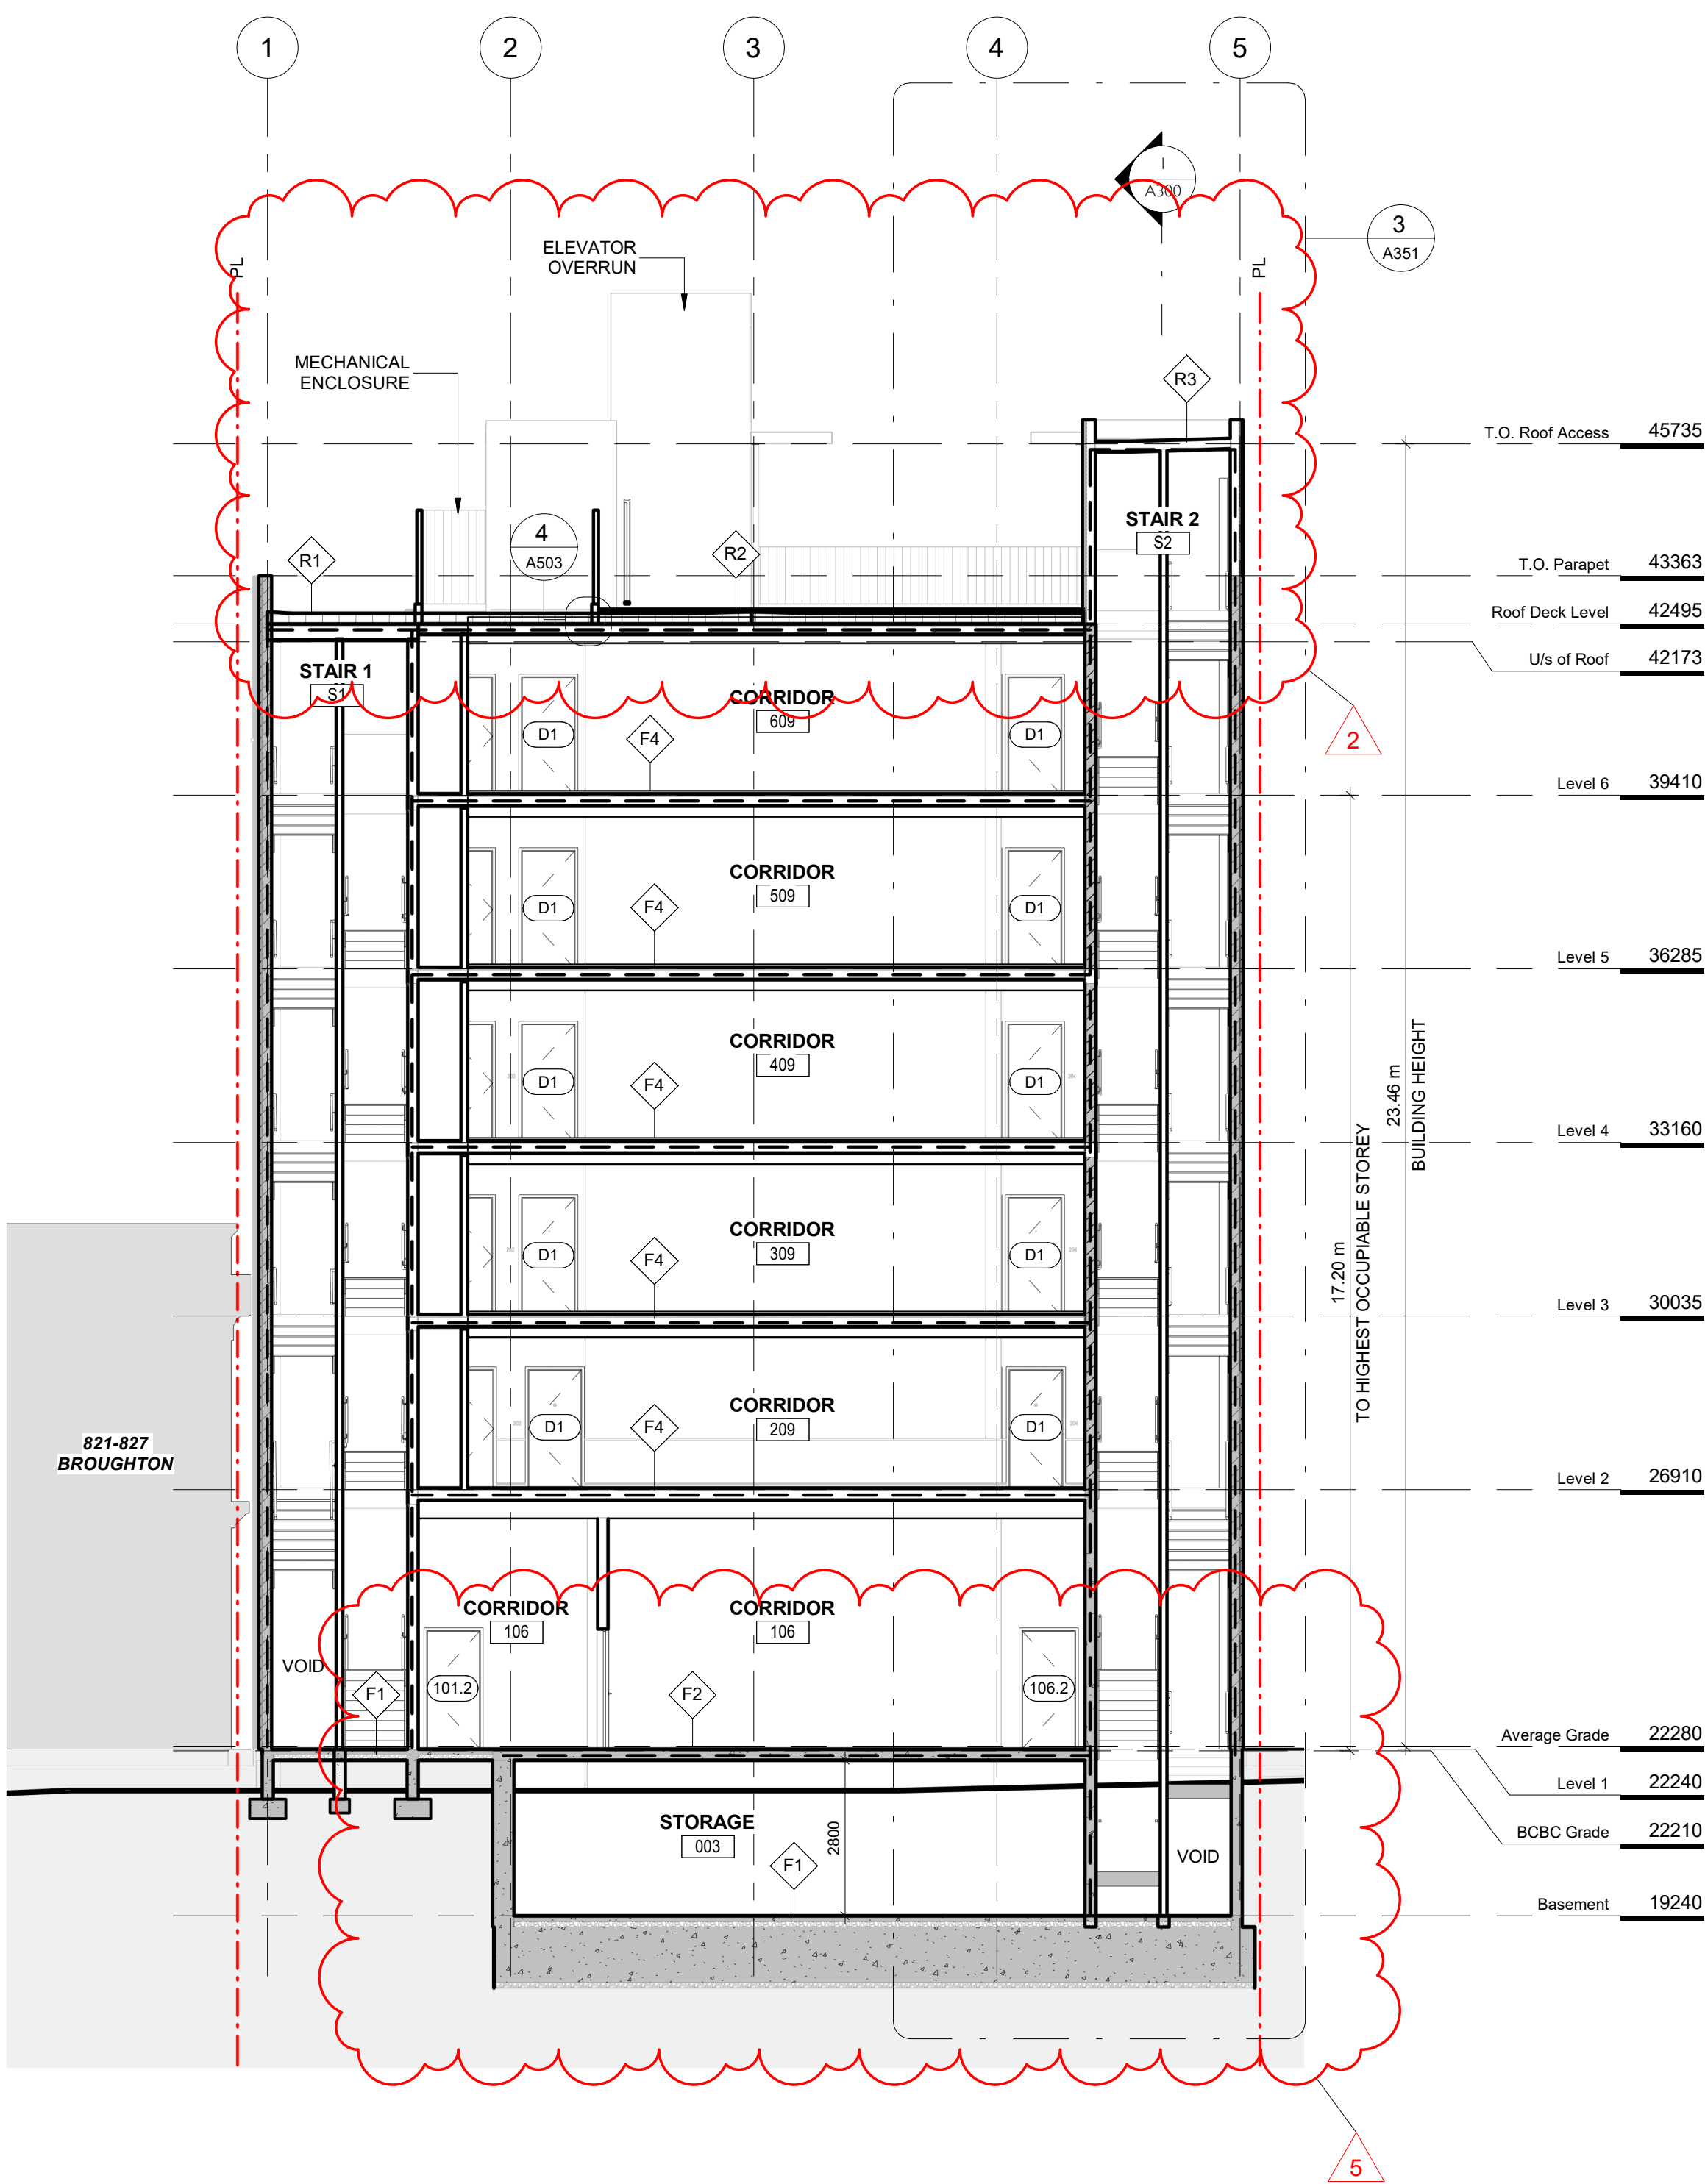 1
2
3
4
5
A300
3
A351
PL
PL
ELEVATOR
OVERRUN
MECHANICAL
ENCLOSURE
R3
T.O. Roof Access 45735
STAIR 2
S2
4
A503
R1
R2
T.O. Parapet 43363
Roof Deck Level 42495
U/s of Roof 42173
STAIR 1
S1
CORRIDOR
609
D1
F4
D1
2
Level 6 39410
CORRIDOR
509
D1
F4
D1
Level 5 36285
CORRIDOR
409
D1
F4
D1
23.46 m
BUILDING HEIGHT
Level 4 33160
17.20 m
TO HIGHEST OCCUPIABLE STOREY
CORRIDOR
309
D1
F4
D1
Level 3 30035
CORRIDOR
209
D1
F4
D1
821-827
BROUGHTON
Level 2 26910
CORRIDOR
106
CORRIDOR
106
VOID
F1
101.2
F2
106.2
Average Grade 22280
Level 1 22240
BCBC Grade 22210
STORAGE
003
2800
F1
VOID
Basement 19240
5